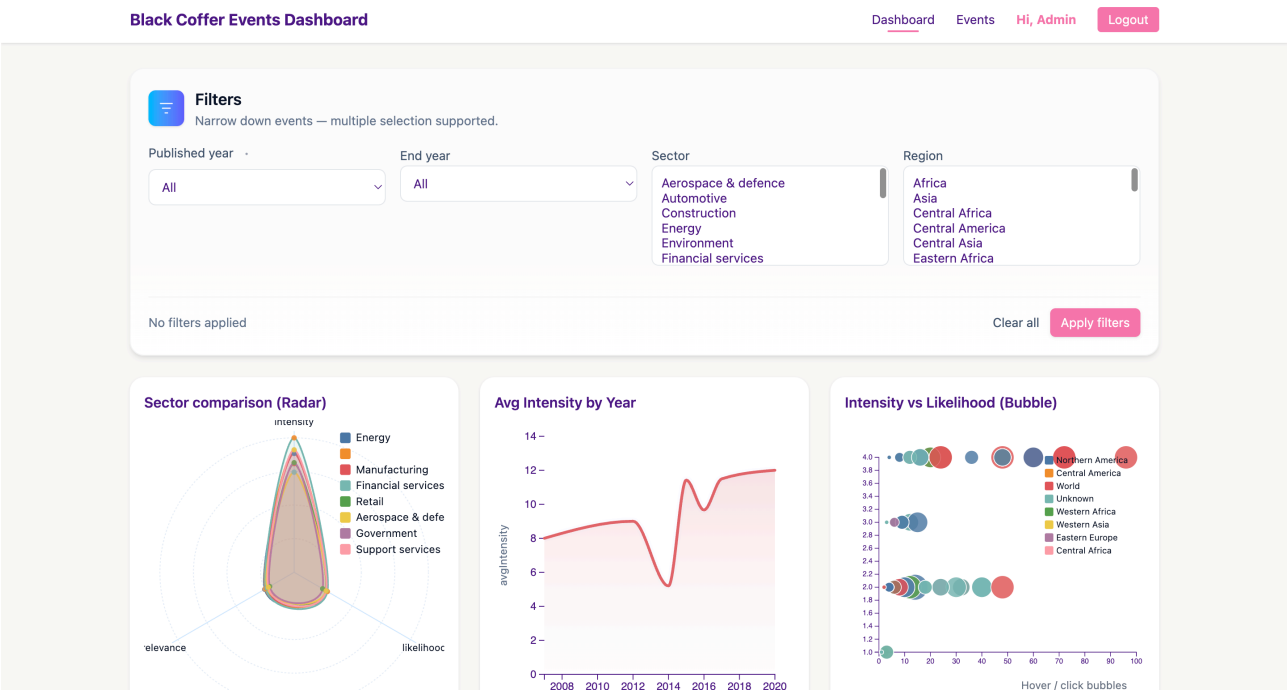 Black Coffer Events Dashboard
Dashboard Events Hi, Admin Logout
Filters
Narrow down events — multiple selection supported.
Published year •
All
End year
All
Sector
Aerospace & defence
Automotive
Construction
Energy
Environment
Financial services
Region
Africa
Asia
Central Africa
Central America
Central Asia
Eastern Africa
No filters applied
Clear all Apply filters
Sector comparison (Radar)
intensity
Energy
Manufacturing
Financial services
Retail
Aerospace & defe
Government
Support services
relevance
likelihood
Avg Intensity by Year
avgIntensity
14
12
10
8
6
4
2
0
2008 2010 2012 2014 2016 2018 2020
Intensity vs Likelihood (Bubble)
4.0
3.8
3.6
3.4
3.2
3.0
2.8
2.6
2.4
2.2
2.0
1.8
1.6
1.4
1.2
1.0
0 10 20 30 40 50 60 70 80 90 100
Northern America
Central America
World
Unknown
Western Africa
Western Asia
Eastern Europe
Central Africa
Hover / click bubbles